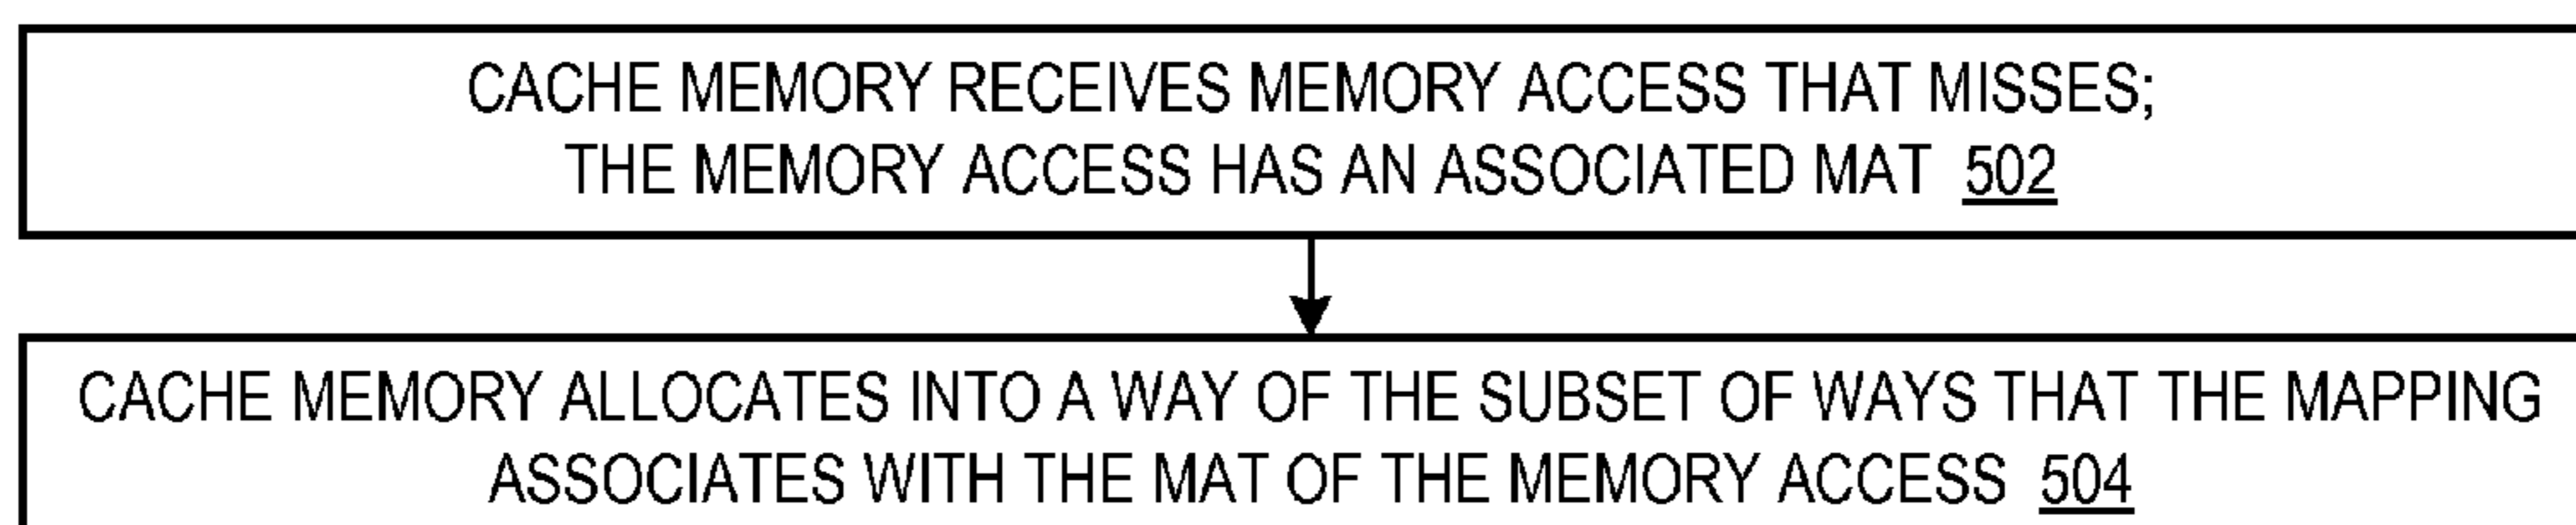 CACHE MEMORY RECEIVES MEMORY ACCESS THAT MISSES;
THE MEMORY ACCESS HAS AN ASSOCIATED MAT 502
CACHE MEMORY ALLOCATES INTO A WAY OF THE SUBSET OF WAYS THAT THE MAPPING
ASSOCIATES WITH THE MAT OF THE MEMORY ACCESS 504